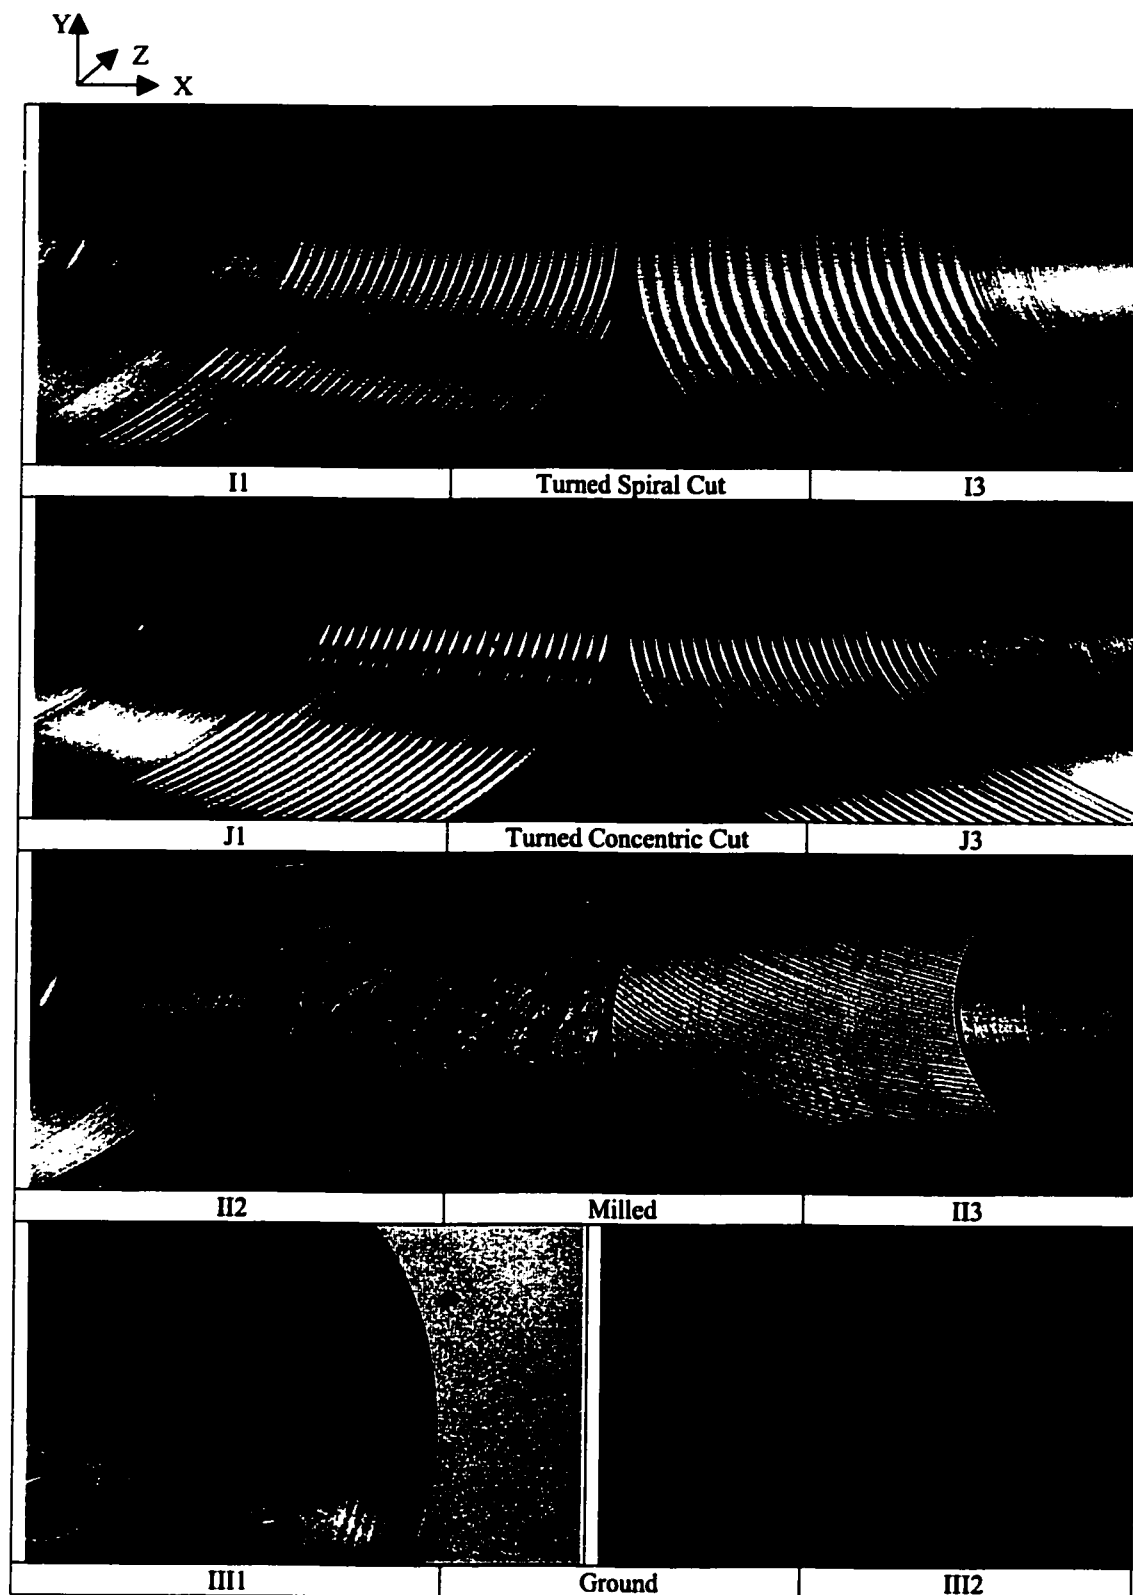 Y
Z
X
I1 Turned Spiral Cut I3
J1 Turned Concentric Cut J3
II2 Milled II3
III1 Ground III2